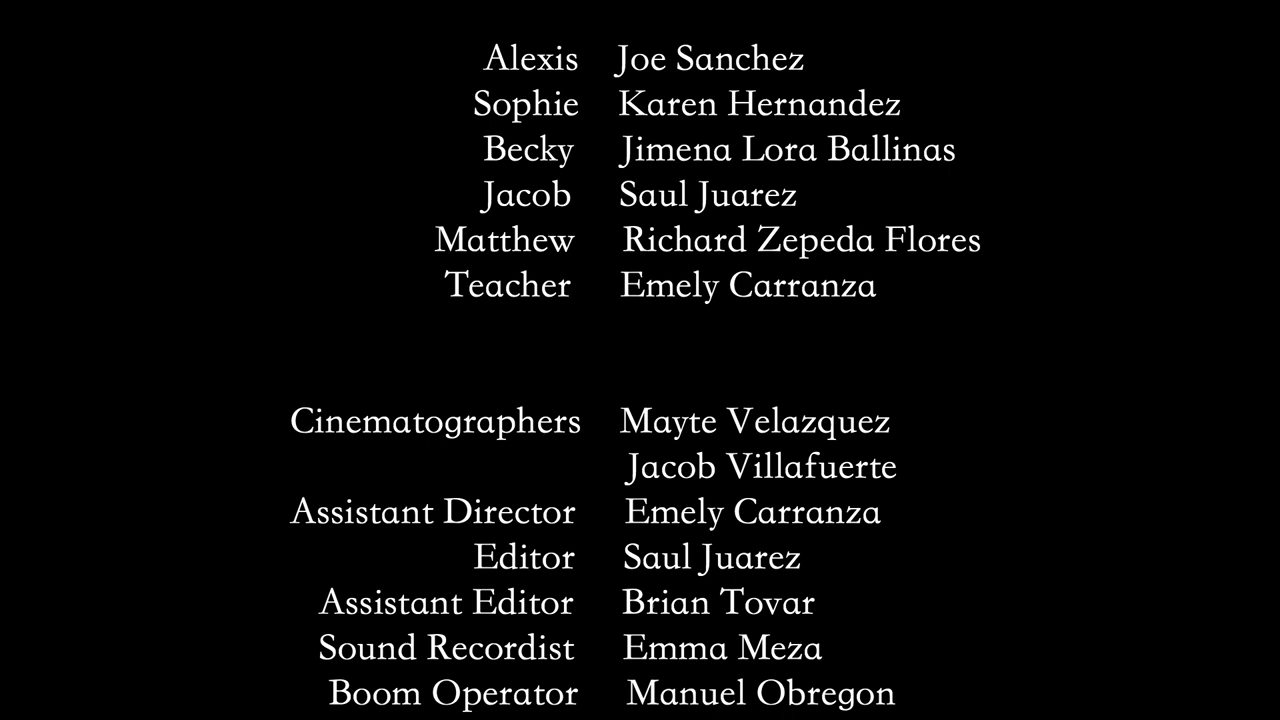 Alexis Joe Sanchez
Sophie Karen Hernandez
Becky Jimena Lora Ballinas
Jacob Saul Juarez
Matthew Richard Zepeda Flores
Teacher Emely Carranza
Cinematographers Mayte Velazquez
Jacob Villafuerte
Assistant Director Emely Carranza
Editor Saul Juarez
Assistant Editor Brian Tovar
Sound Recordist Emma Meza
Boom Operator Manuel Obregon